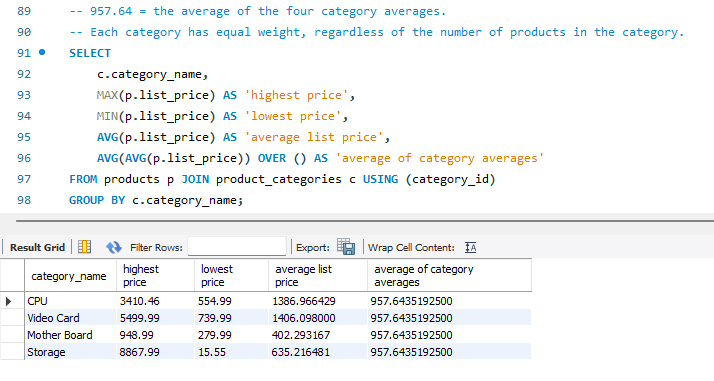 89 -- 957.64 = the average of the four category averages.
90 -- Each category has equal weight, regardless of the number of products in the category.
91 SELECT
92 c.category_name,
93 MAX(p.list_price) AS 'highest price',
94 MIN(p.list_price) AS 'lowest price',
95 AVG(p.list_price) AS 'average list price',
96 AVG(AVG(p.list_price)) OVER () AS 'average of category averages'
97 FROM products p JOIN product_categories c USING (category_id)
98 GROUP BY c.category_name;
Result Grid Filter Rows: Export: Wrap Cell Content: IA
category_name highest price lowest price average list price average of category averages
CPU 3410.46 554.99 1386.966429 957.6435192500
Video Card 5499.99 739.99 1406.098000 957.6435192500
Mother Board 948.99 279.99 402.293167 957.6435192500
Storage 8867.99 15.55 635.216481 957.6435192500